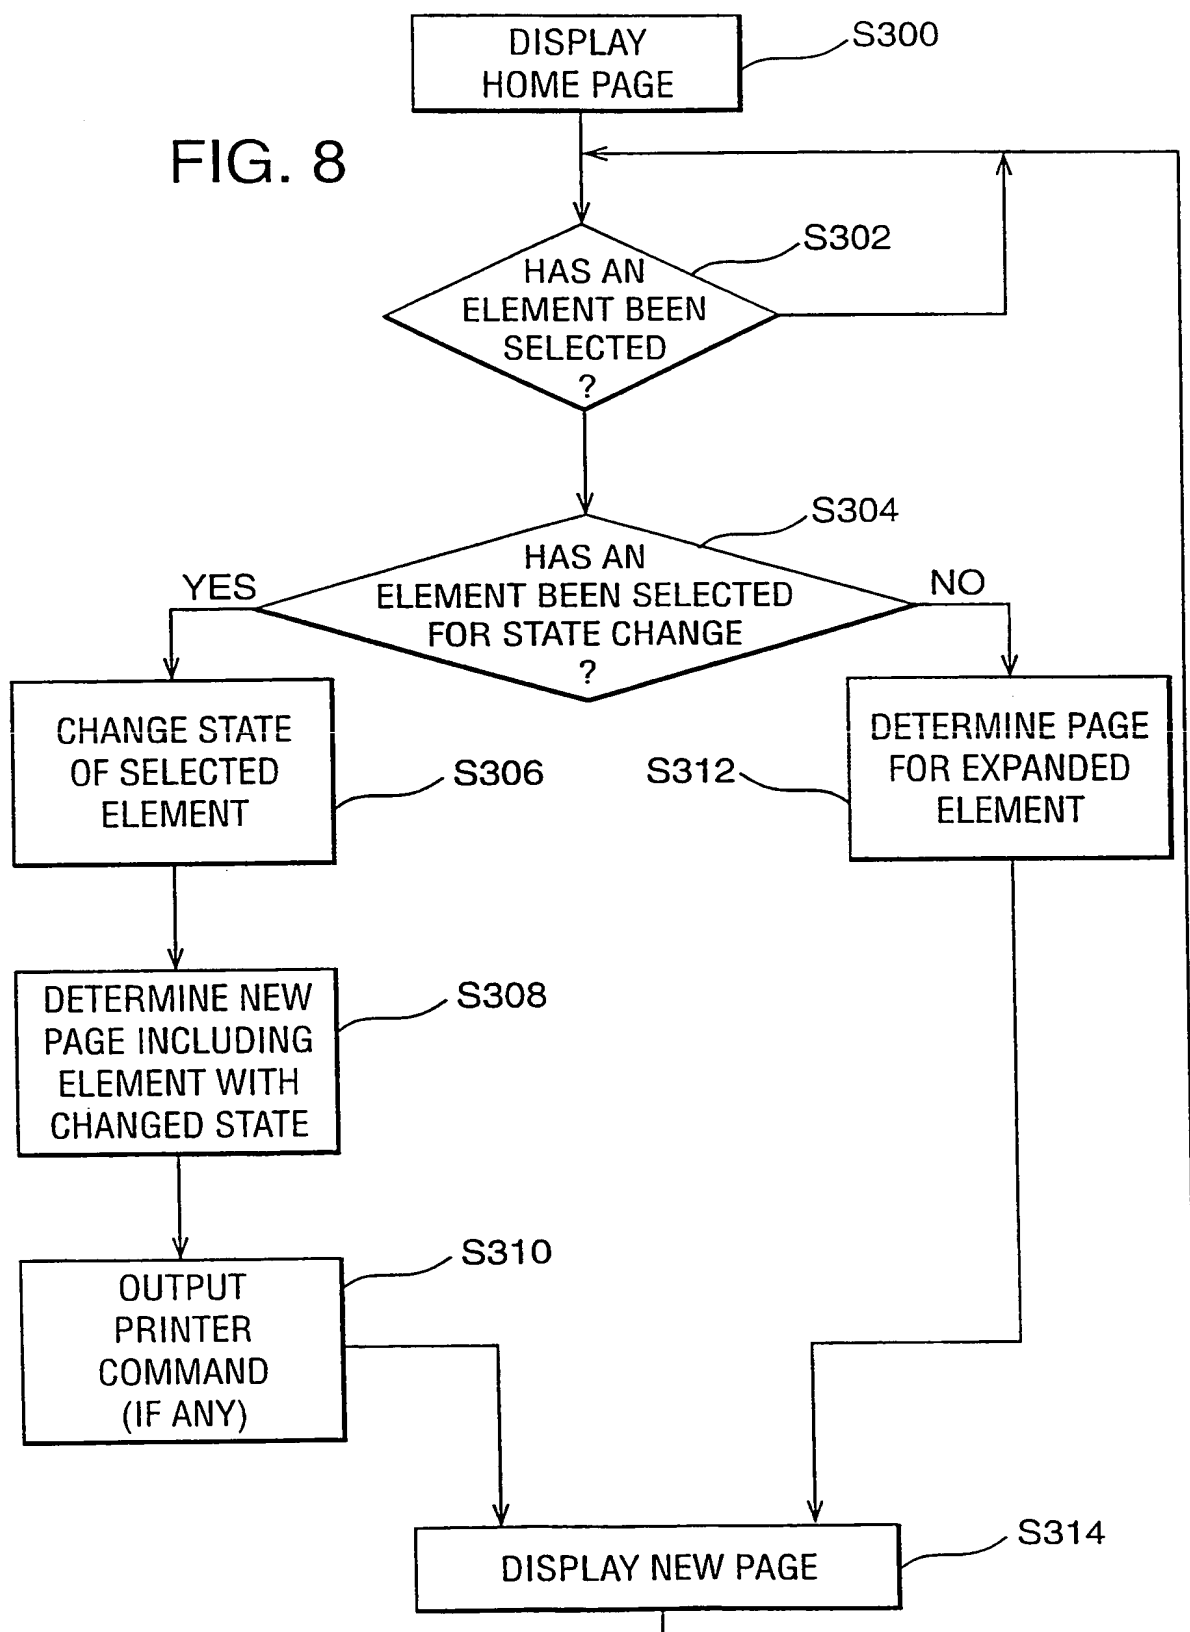 DISPLAY
HOME PAGE
S300
FIG. 8
HAS AN
ELEMENT BEEN
SELECTED
?
S302
HAS AN
ELEMENT BEEN SELECTED
FOR STATE CHANGE
?
S304
YES
NO
CHANGE STATE
OF SELECTED
ELEMENT
S306
S312
DETERMINE PAGE
FOR EXPANDED
ELEMENT
DETERMINE NEW
PAGE INCLUDING
ELEMENT WITH
CHANGED STATE
S308
OUTPUT
PRINTER
COMMAND
(IF ANY)
S310
DISPLAY NEW PAGE
S314